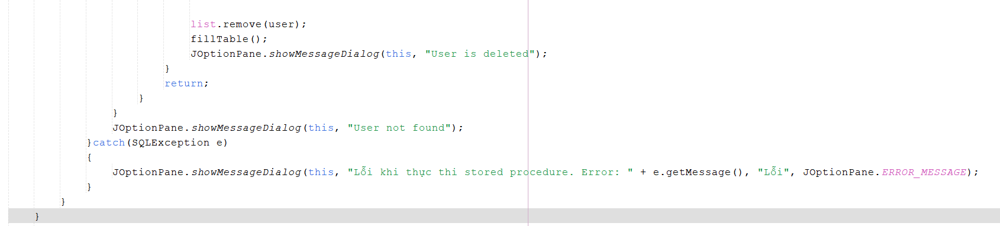 list.remove(user);
fillTable();
JOptionPane.showMessageDialog(this, "User is deleted");
}
return;
}
}
JOptionPane.showMessageDialog(this, "User not found");
}catch(SQLException e)
{
JOptionPane.showMessageDialog(this, "Lỗi khi thực thi stored procedure. Error: " + e.getMessage(), "Lỗi", JOptionPane.ERROR_MESSAGE);
}
}
}